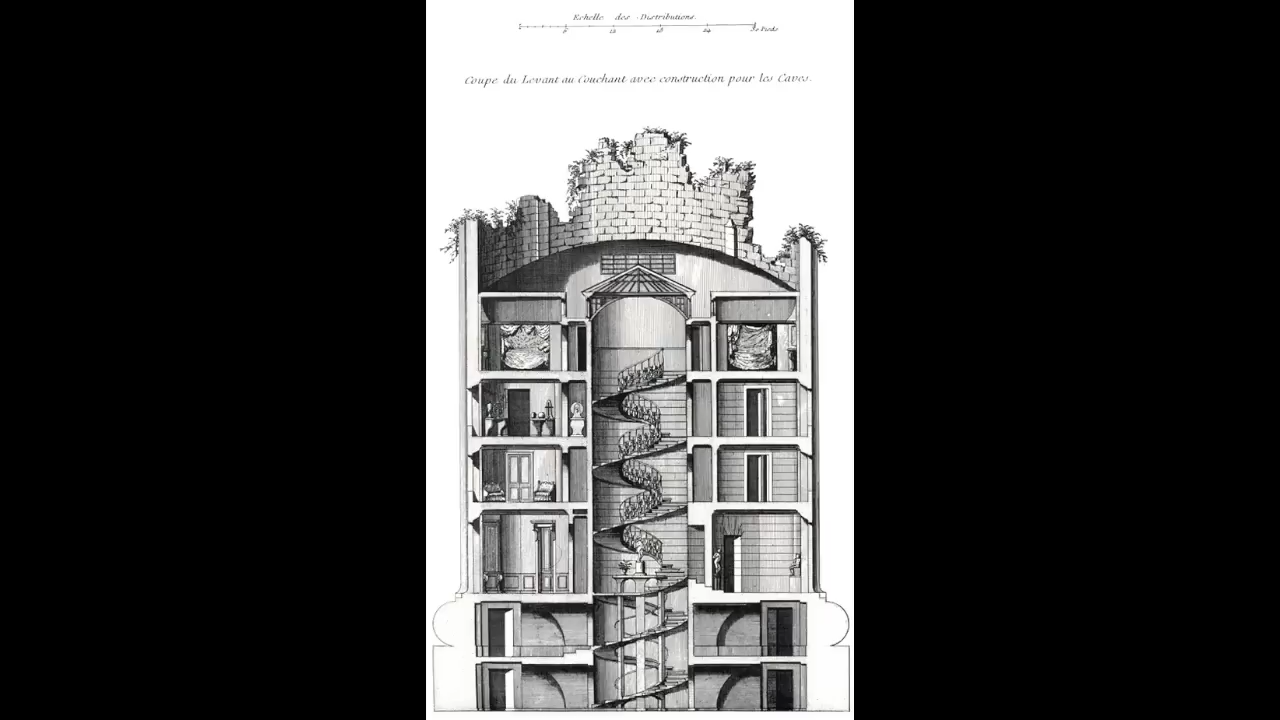 Echelle des Distributions.
6 12 18 24 30 Pieds
Coupe du Levant au Couchant avec construction pour les Caves.